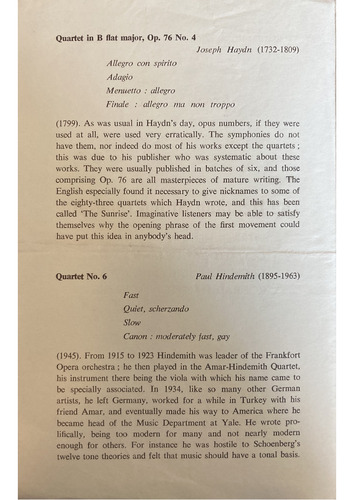 Quartet in B flat major, Op. 76 No. 4
Joseph Haydn (1732-1809)
Allegro con spirito
Adagio
Menuetto : allegro
Finale : allegro ma non troppo
(1799). As was usual in Haydn's day, opus numbers, if they were
used at all, were used very erratically. The symphonies do not
have them, nor indeed do most of his works except the quartets ;
this was due to his publisher who was systematic about these
works. They were usually published in batches of six, and those
comprising Op. 76 are all masterpieces of mature writing. The
English especially found it necessary to give nicknames to some of
the eighty-three quartets which Haydn wrote, and this has been
called 'The Sunrise'. Imaginative listeners may be able to satisfy
themselves why the opening phrase of the first movement could
have put this idea in anybody's head.
Quartet No. 6 Paul Hindemith (1895-1963)
Fast
Quiet, scherzando
Slow
Canon : moderately fast, gay
(1945). From 1915 to 1923 Hindemith was leader of the Frankfort
Opera orchestra ; he then played in the Amar-Hindemith Quartet,
his instrument there being the viola with which his name came to
be specially associated. In 1934, like so many other German
artists, he left Germany, worked for a while in Turkey with his
friend Amar, and eventually made his way to America where he
became head of the Music Department at Yale. He wrote pro-
lifically, being too modern for many and not nearly modern
enough for others. For instance he was hostile to Schoenberg's
twelve tone theories and felt that music should have a tonal basis.